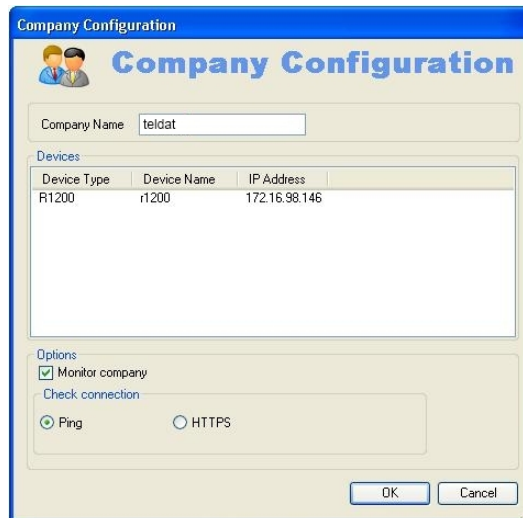 Company Configuration
Company Configuration
Company Name teldat
Devices
Device Type Device Name IP Address
R1200 r1200 172.16.98.146
Options
Monitor company
Check connection
Ping HTTPS
OK Cancel